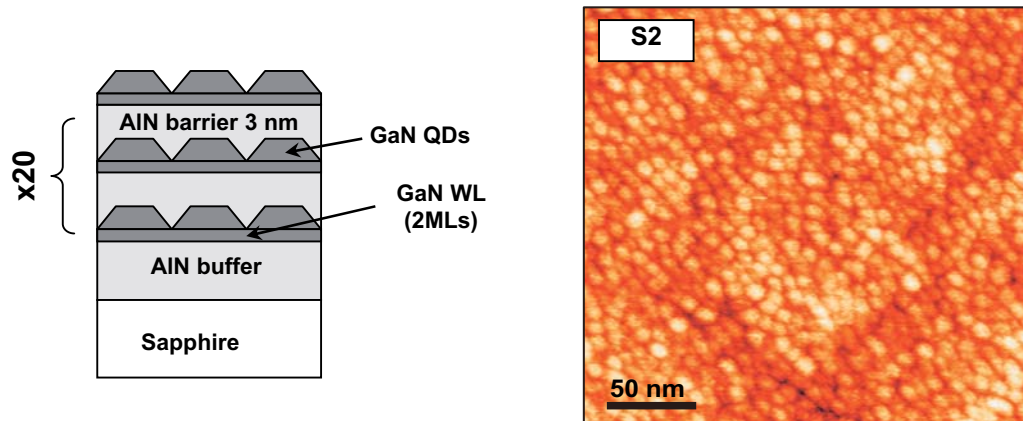 S2
AlN barrier 3 nm
GaN QDs
x20
GaN WL
(2MLs)
AlN buffer
Sapphire
50 nm